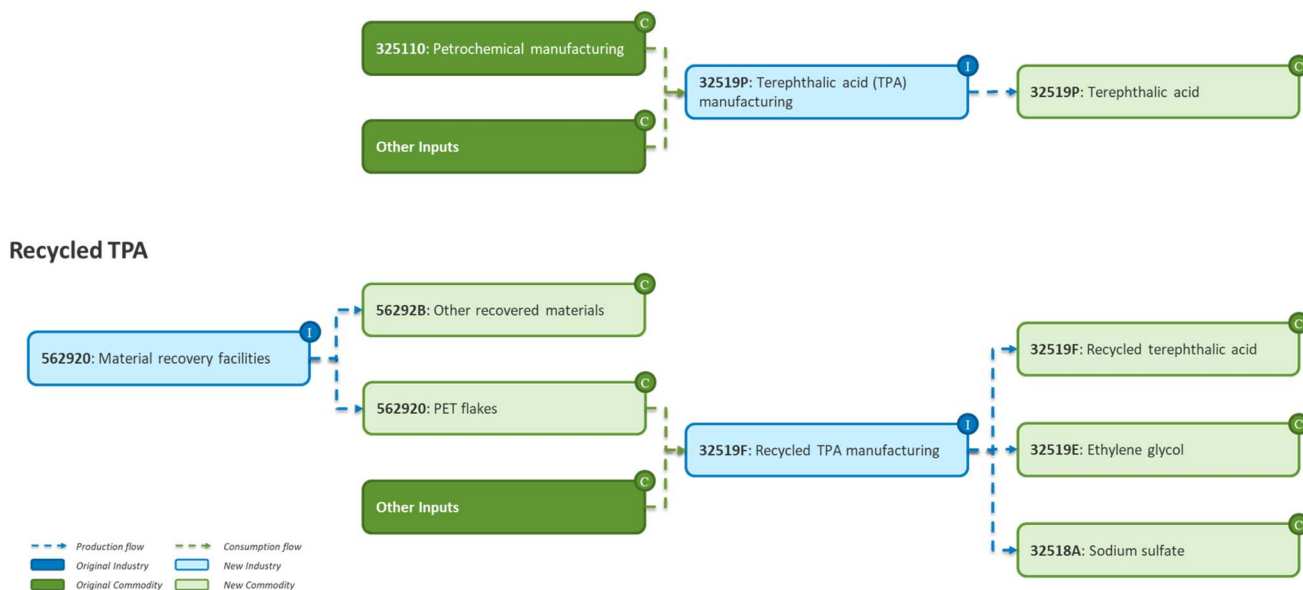 C
325110: Petrochemical manufacturing
I
C
32519P: Terephthalic acid (TPA)
manufacturing
32519P: Terephthalic acid
C
Other Inputs
Recycled TPA
C
56292B: Other recovered materials
I
C
562920: Material recovery facilities
32519F: Recycled terephthalic acid
C
562920: PET flakes
I
C
32519F: Recycled TPA manufacturing
32519E: Ethylene glycol
C
Other Inputs
C
32518A: Sodium sulfate
Production flow
Consumption flow
Original Industry
New Industry
Original Commodity
New Commodity